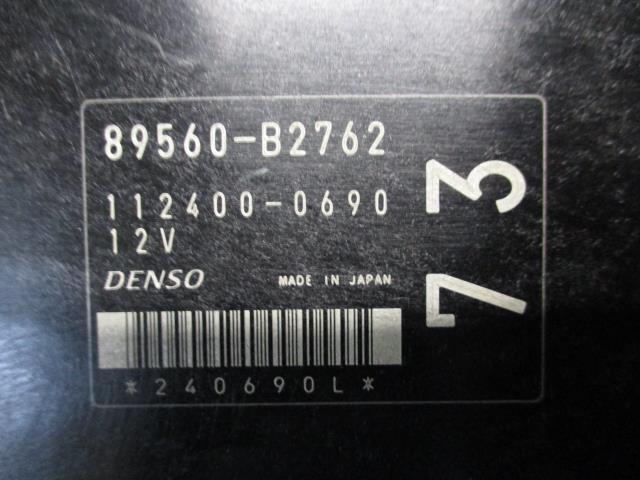 89560-B2762
112400-0690
12V
DENSO MADE IN JAPAN
*240690L*
73